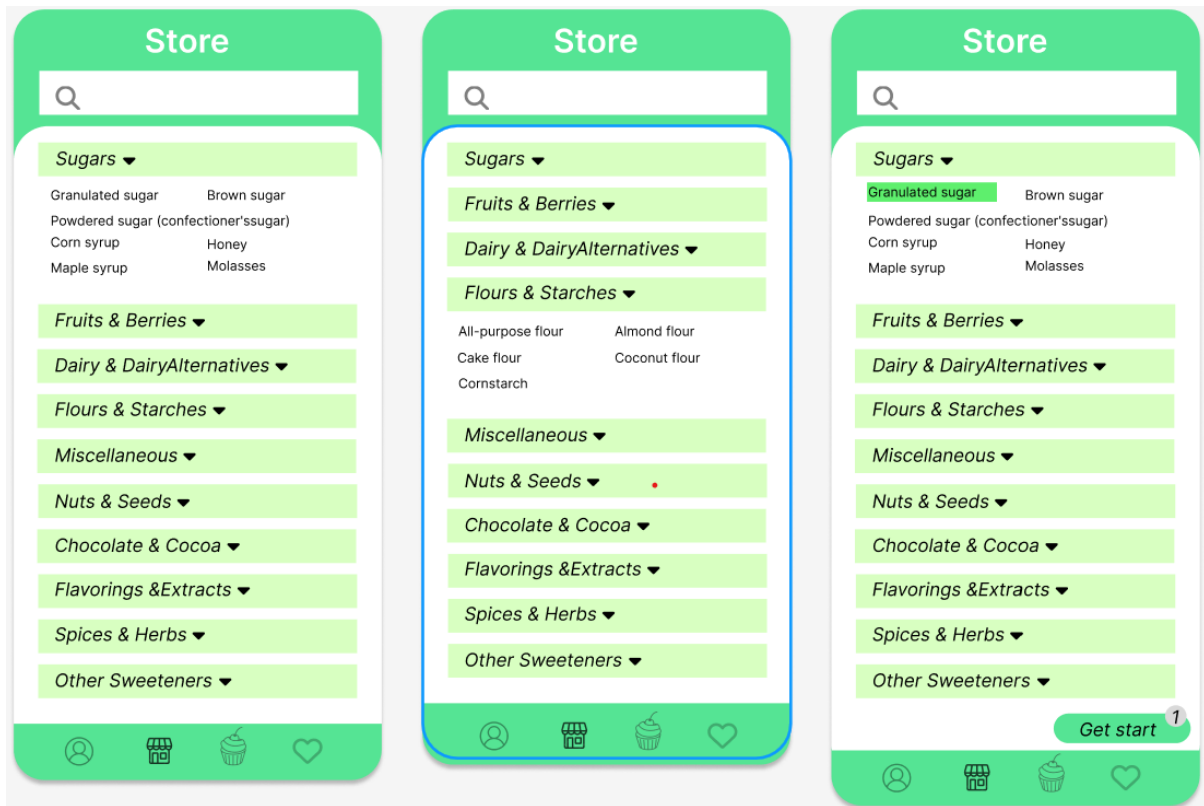 Store
Sugars
Granulated sugar Brown sugar
Powdered sugar (confectioner'ssugar)
Corn syrup Honey
Maple syrup Molasses
Fruits & Berries
Dairy & DairyAlternatives
Flours & Starches
Miscellaneous
Nuts & Seeds
Chocolate & Cocoa
Flavorings &Extracts
Spices & Herbs
Other Sweeteners
Store
Sugars
Fruits & Berries
Dairy & DairyAlternatives
Flours & Starches
All-purpose flour Almond flour
Cake flour Coconut flour
Cornstarch
Miscellaneous
Nuts & Seeds
Chocolate & Cocoa
Flavorings &Extracts
Spices & Herbs
Other Sweeteners
Store
Sugars
Granulated sugar Brown sugar
Powdered sugar (confectioner'ssugar)
Corn syrup Honey
Maple syrup Molasses
Fruits & Berries
Dairy & DairyAlternatives
Flours & Starches
Miscellaneous
Nuts & Seeds
Chocolate & Cocoa
Flavorings &Extracts
Spices & Herbs
Other Sweeteners
Get start 1